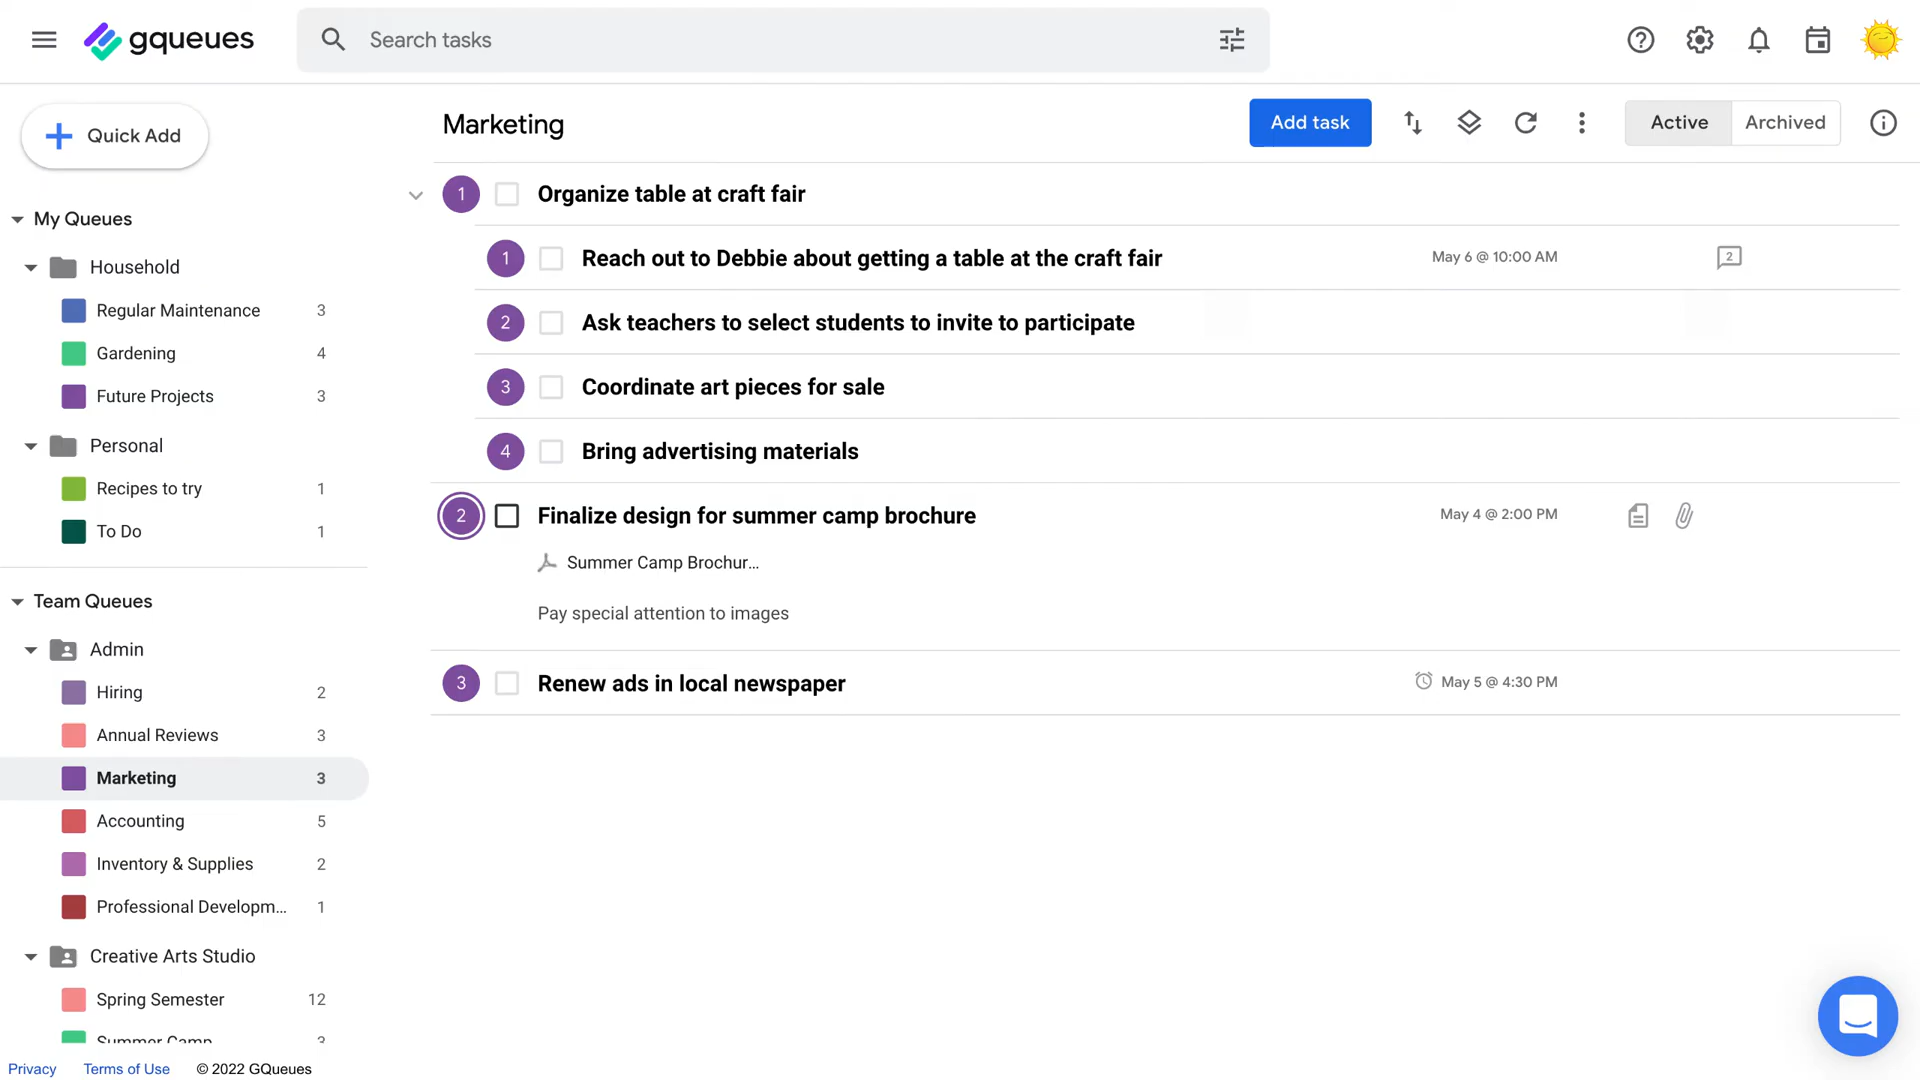 gqueues
Search tasks
Quick Add
Marketing
Add task
Active
Archived
My Queues
Household
Regular Maintenance 3
Gardening 4
Future Projects 3
Personal
Recipes to try 1
To Do 1
Team Queues
Admin
Hiring 2
Annual Reviews 3
Marketing 3
Accounting 5
Inventory & Supplies 2
Professional Developm... 1
Creative Arts Studio
Spring Semester 12
Summer Camp 3
Privacy Terms of Use © 2022 GQueues
1 Organize table at craft fair
1 Reach out to Debbie about getting a table at the craft fair May 6 @ 10:00 AM 2
2 Ask teachers to select students to invite to participate
3 Coordinate art pieces for sale
4 Bring advertising materials
2 Finalize design for summer camp brochure May 4 @ 2:00 PM
Summer Camp Brochur...
Pay special attention to images
3 Renew ads in local newspaper May 5 @ 4:30 PM